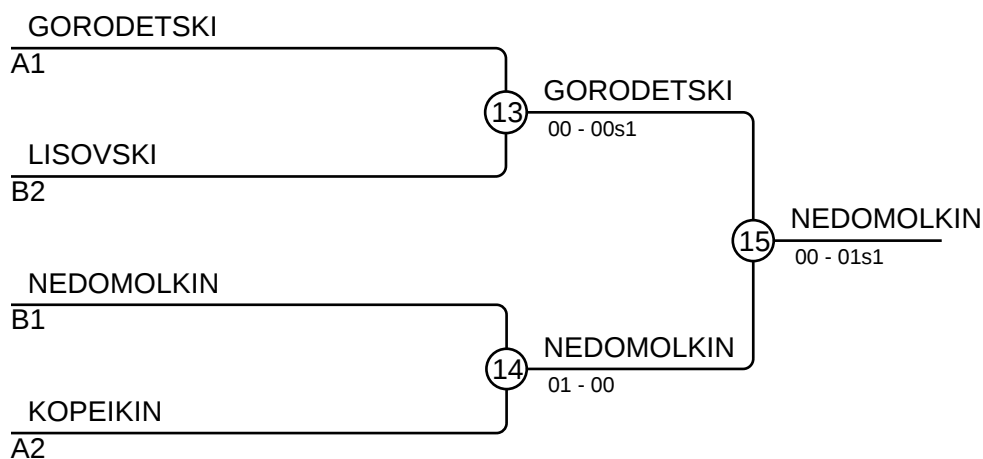 GORODETSKI
A1
13
GORODETSKI
00 - 00s1
LISOVSKI
B2
15
NEDOMOLKIN
00 - 01s1
NEDOMOLKIN
B1
14
NEDOMOLKIN
01 - 00
KOPEIKIN
A2